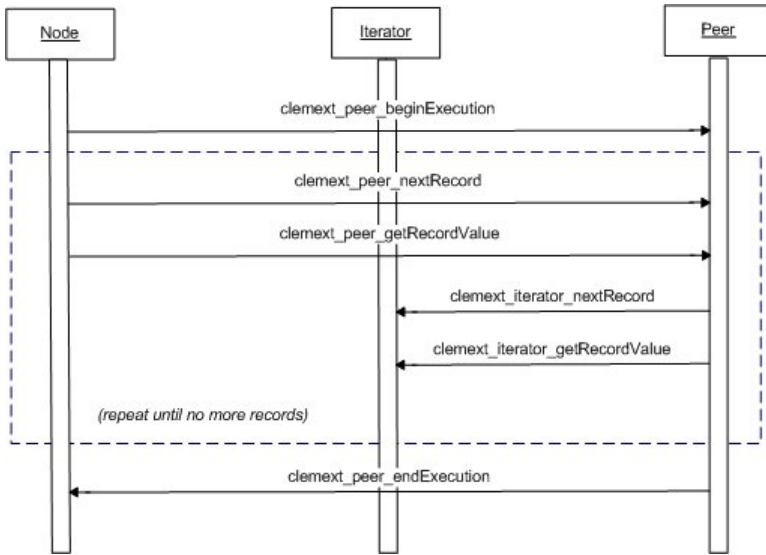 Node
Iterator
Peer
clemext_peer_beginExecution
clemext_peer_nextRecord
clemext_peer_getRecordValue
clemext_iterator_nextRecord
clemext_iterator_getRecordValue
(repeat until no more records)
clemext_peer_endExecution